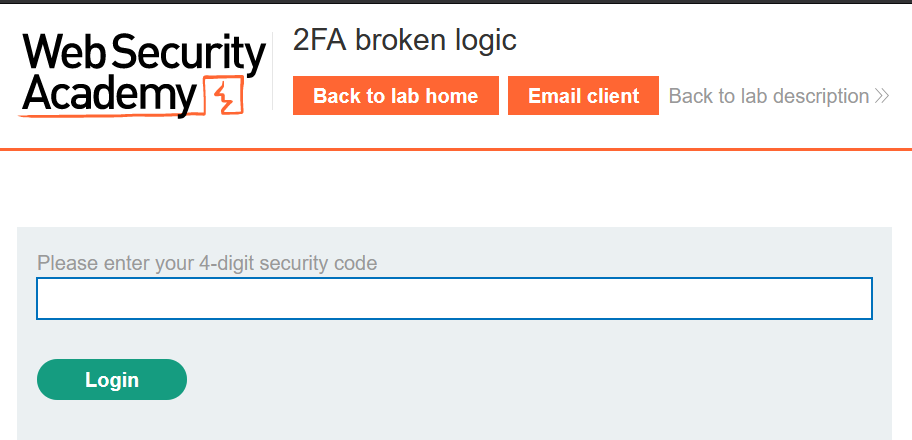 Web Security
Academy
2FA broken logic
Back to lab home
Email client
Back to lab description
Please enter your 4-digit security code
Login